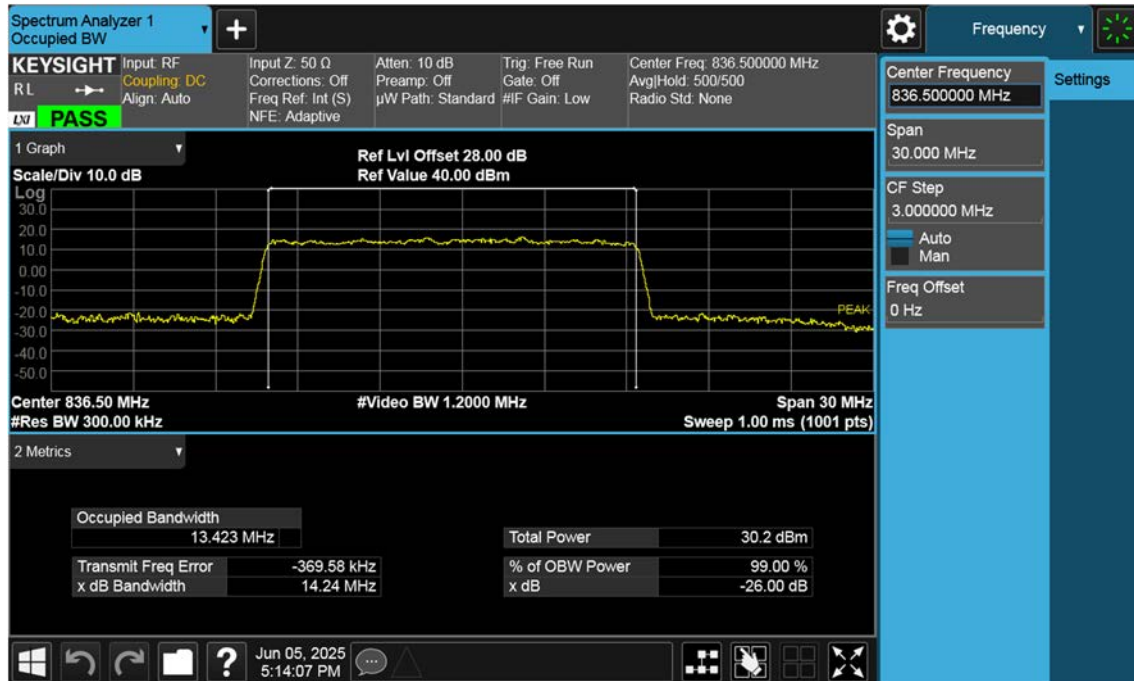 Spectrum Analyzer 1
Occupied BW
Frequency
KEYSIGHT
RL
LXI
PASS
Input: RF
Coupling: DC
Align: Auto
Input Z: 50 Ω
Corrections: Off
Freq Ref: Int (S)
NFE: Adaptive
Atten: 10 dB
Preamp: Off
µW Path: Standard
Trig: Free Run
Gate: Off
#IF Gain: Low
Center Freq: 836.500000 MHz
Avg|Hold: 500/500
Radio Std: None
Center Frequency
836.500000 MHz
Settings
Span
30.000 MHz
CF Step
3.000000 MHz
Auto
Man
Freq Offset
0 Hz
1 Graph
Scale/Div 10.0 dB
Ref Lvl Offset 28.00 dB
Ref Value 40.00 dBm
Log
30.0
20.0
10.0
0.00
-10.0
-20.0
-30.0
-40.0
-50.0
PEAK
Center 836.50 MHz
#Res BW 300.00 kHz
#Video BW 1.2000 MHz
Span 30 MHz
Sweep 1.00 ms (1001 pts)
2 Metrics
Occupied Bandwidth
13.423 MHz
Transmit Freq Error -369.58 kHz
x dB Bandwidth 14.24 MHz
Total Power 30.2 dBm
% of OBW Power 99.00 %
x dB -26.00 dB
?
Jun 05, 2025
5:14:07 PM